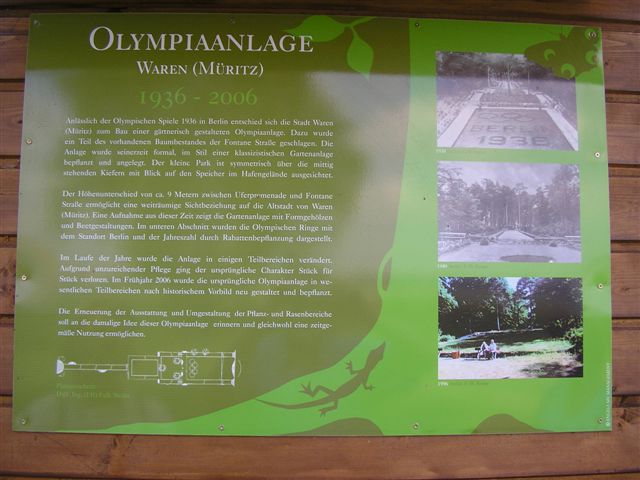 OLYMPIAANLAGE
WAREN (MÜRITZ)
1936 - 2006
Anlässlich der Olympischen Spiele 1936 in Berlin entschied sich die Stadt Waren
(Müritz) zum Bau einer gärtnerisch gestalteten Olympiaanlage. Dazu wurde
ein Teil des vorhandenen Baumbestandes der Fontane Straße geschlagen. Die
Anlage wurde seinerzeit formal, im Stil einer klassizistischen Gartenanlage
bepflanzt und angelegt. Der kleine Park ist symmetrisch über die mittig
stehenden Kiefern mit Blick auf den Speicher im Hafengelände ausgesichtet.
Der Höhenunterschied von ca. 9 Metern zwischen Uferpromenade und Fontane
Straße ermöglicht eine weiträumige Sichtbeziehung auf die Altstadt von Waren
(Müritz). Eine Aufnahme aus dieser Zeit zeigt die Gartenanlage mit Formgehölzen
und Beetgestaltungen. Im unteren Abschnitt wurden die Olympischen Ringe mit
dem Standort Berlin und der Jahreszahl durch Rabattenbepflanzung dargestellt.
Im Laufe der Jahre wurde die Anlage in einigen Teilbereichen verändert.
Aufgrund unzureichender Pflege ging der ursprüngliche Charakter Stück für
Stück verloren. Im Frühjahr 2006 wurde die ursprüngliche Olympiaanlage in we-
sentlichen Teilbereichen nach historischem Vorbild neu gestaltet und bepflanzt.
Die Erneuerung der Ausstattung und Umgestaltung der Pflanz- und Rasenbereiche
soll an die damalige Idee dieser Olympiaanlage erinnern und gleichwohl eine zeitge-
mäße Nutzung ermöglichen.
BERLIN
1936
1996